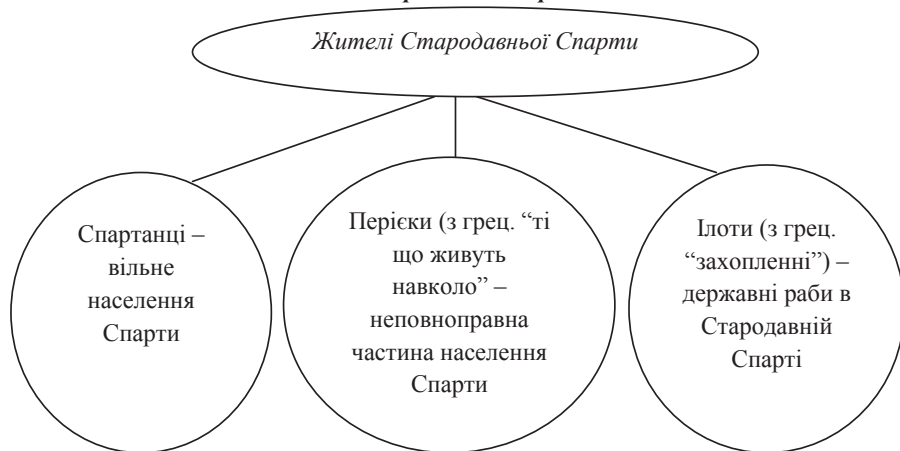 Жителі Стародавньої Спарти
Спартанці –
вільне
населення
Спарти
Перієки (з грец. “ті
що живуть
навколо” –
неповноправна
частина населення
Спарти
Ілоти (з грец.
“захопленні”) –
державні раби в
Стародавній
Спарті